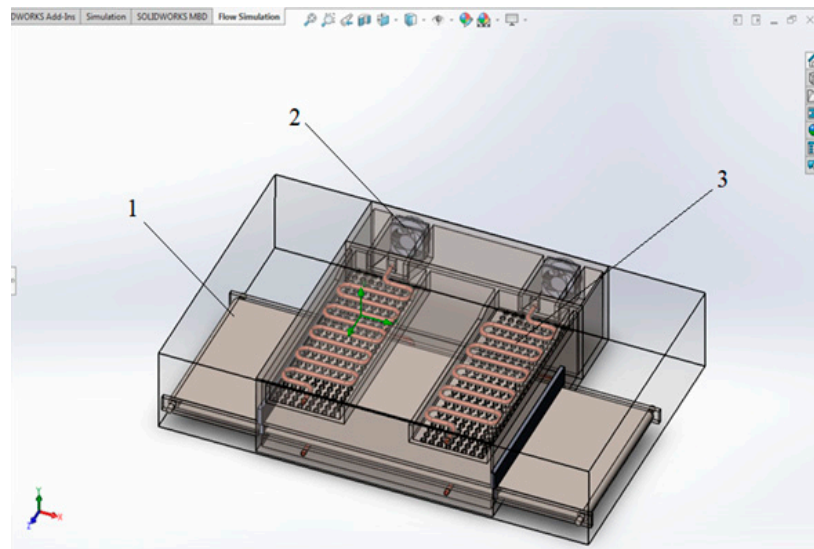 DWORKS Add-Ins Simulation SOLIDWORKS MBD Flow Simulation
2
3
1
Y
X
Z